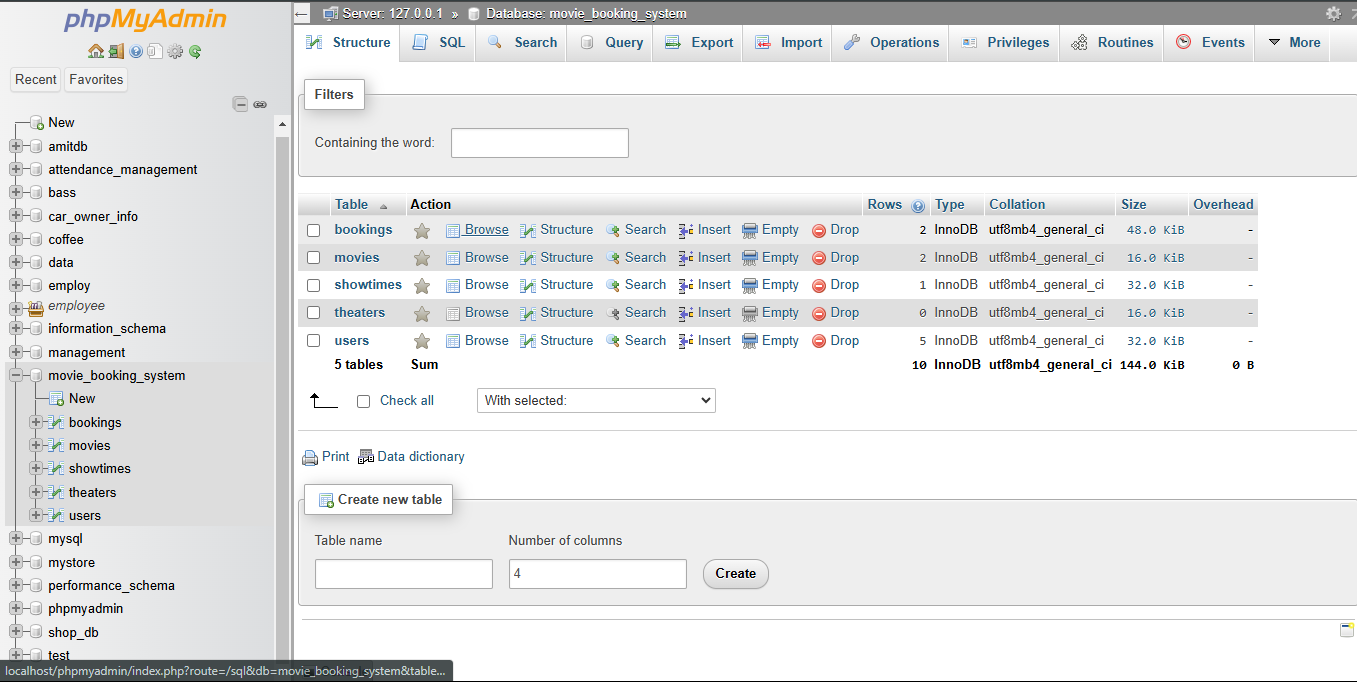 phpMyAdmin
Recent Favorites
New
amitdb
attendance_management
bass
car_owner_info
coffee
data
employ
employee
information_schema
management
movie_booking_system
New
bookings
movies
showtimes
theaters
users
mysql
mystore
performance_schema
phpmyadmin
shop_db
test
localhost/phpmyadmin/index.php?route=/sql&db=movie_booking_system&table...
Server: 127.0.0.1 » Database: movie_booking_system
Structure SQL Search Query Export Import Operations Privileges Routines Events More
Filters
Containing the word:
Table Action Rows Type Collation Size Overhead
bookings Browse Structure Search Insert Empty Drop 2 InnoDB utf8mb4_general_ci 48.0 KiB -
movies Browse Structure Search Insert Empty Drop 2 InnoDB utf8mb4_general_ci 16.0 KiB -
showtimes Browse Structure Search Insert Empty Drop 1 InnoDB utf8mb4_general_ci 32.0 KiB -
theaters Browse Structure Search Insert Empty Drop 0 InnoDB utf8mb4_general_ci 16.0 KiB -
users Browse Structure Search Insert Empty Drop 5 InnoDB utf8mb4_general_ci 32.0 KiB -
5 tables Sum 10 InnoDB utf8mb4_general_ci 144.0 KiB 0 B
Check all With selected:
Print Data dictionary
Create new table
Table name Number of columns
4 Create